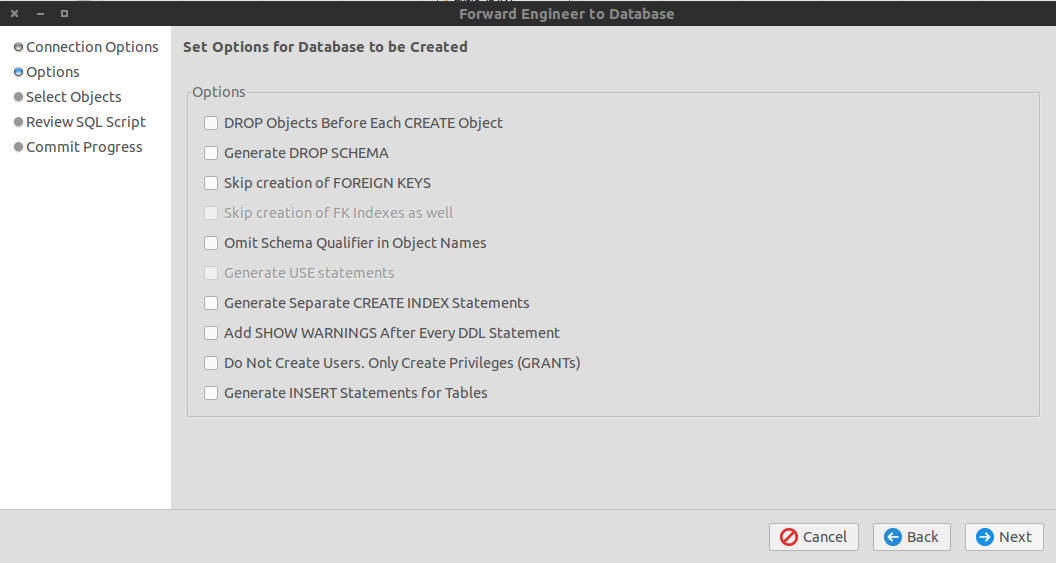 Forward Engineer to Database
Connection Options
Options
Select Objects
Review SQL Script
Commit Progress
Set Options for Database to be Created
Options
DROP Objects Before Each CREATE Object
Generate DROP SCHEMA
Skip creation of FOREIGN KEYS
Skip creation of FK Indexes as well
Omit Schema Qualifier in Object Names
Generate USE statements
Generate Separate CREATE INDEX Statements
Add SHOW WARNINGS After Every DDL Statement
Do Not Create Users. Only Create Privileges (GRANTs)
Generate INSERT Statements for Tables
Cancel
Back
Next